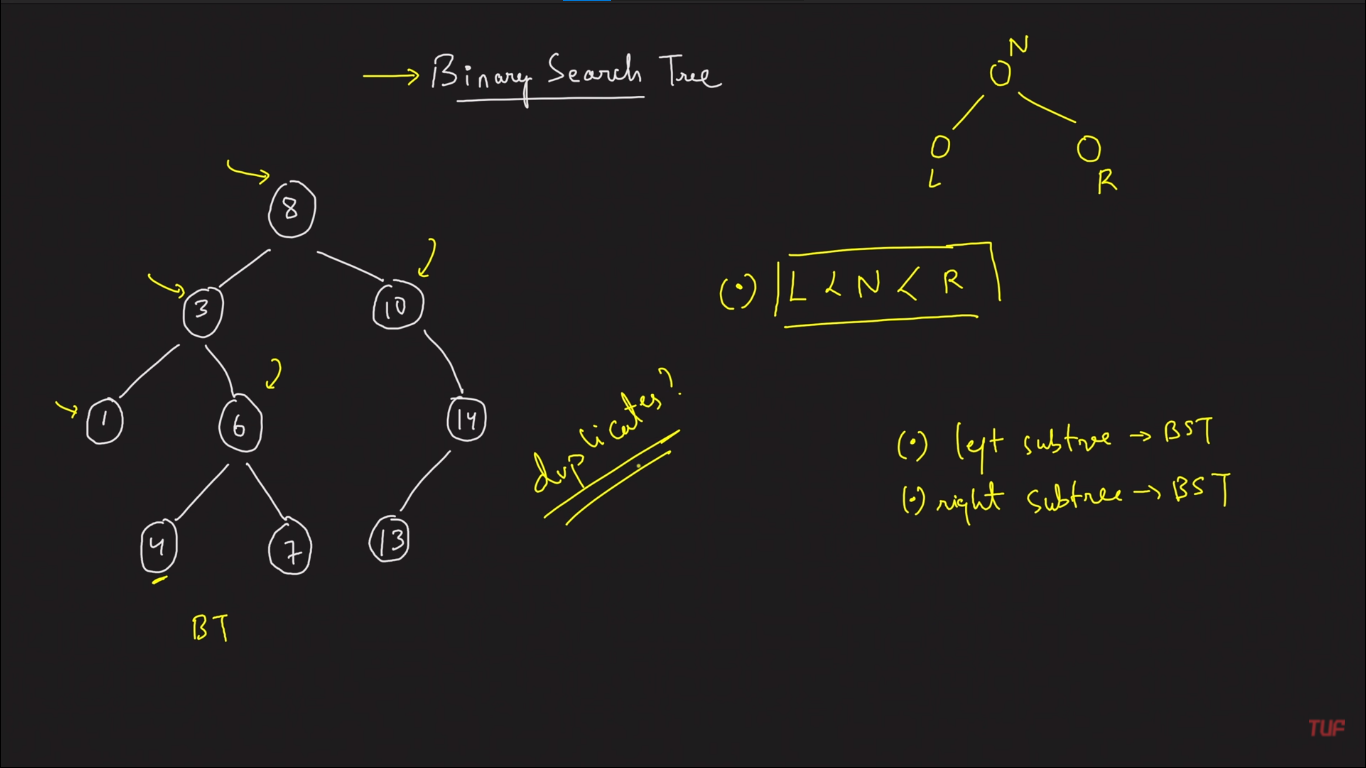 → Binary Search Tree
N
L
R
8
3
10
1
6
14
4
7
13
BT
(•) L < N < R
duplicates?
(•) left subtree → BST
(•) right subtree → BST
TUF